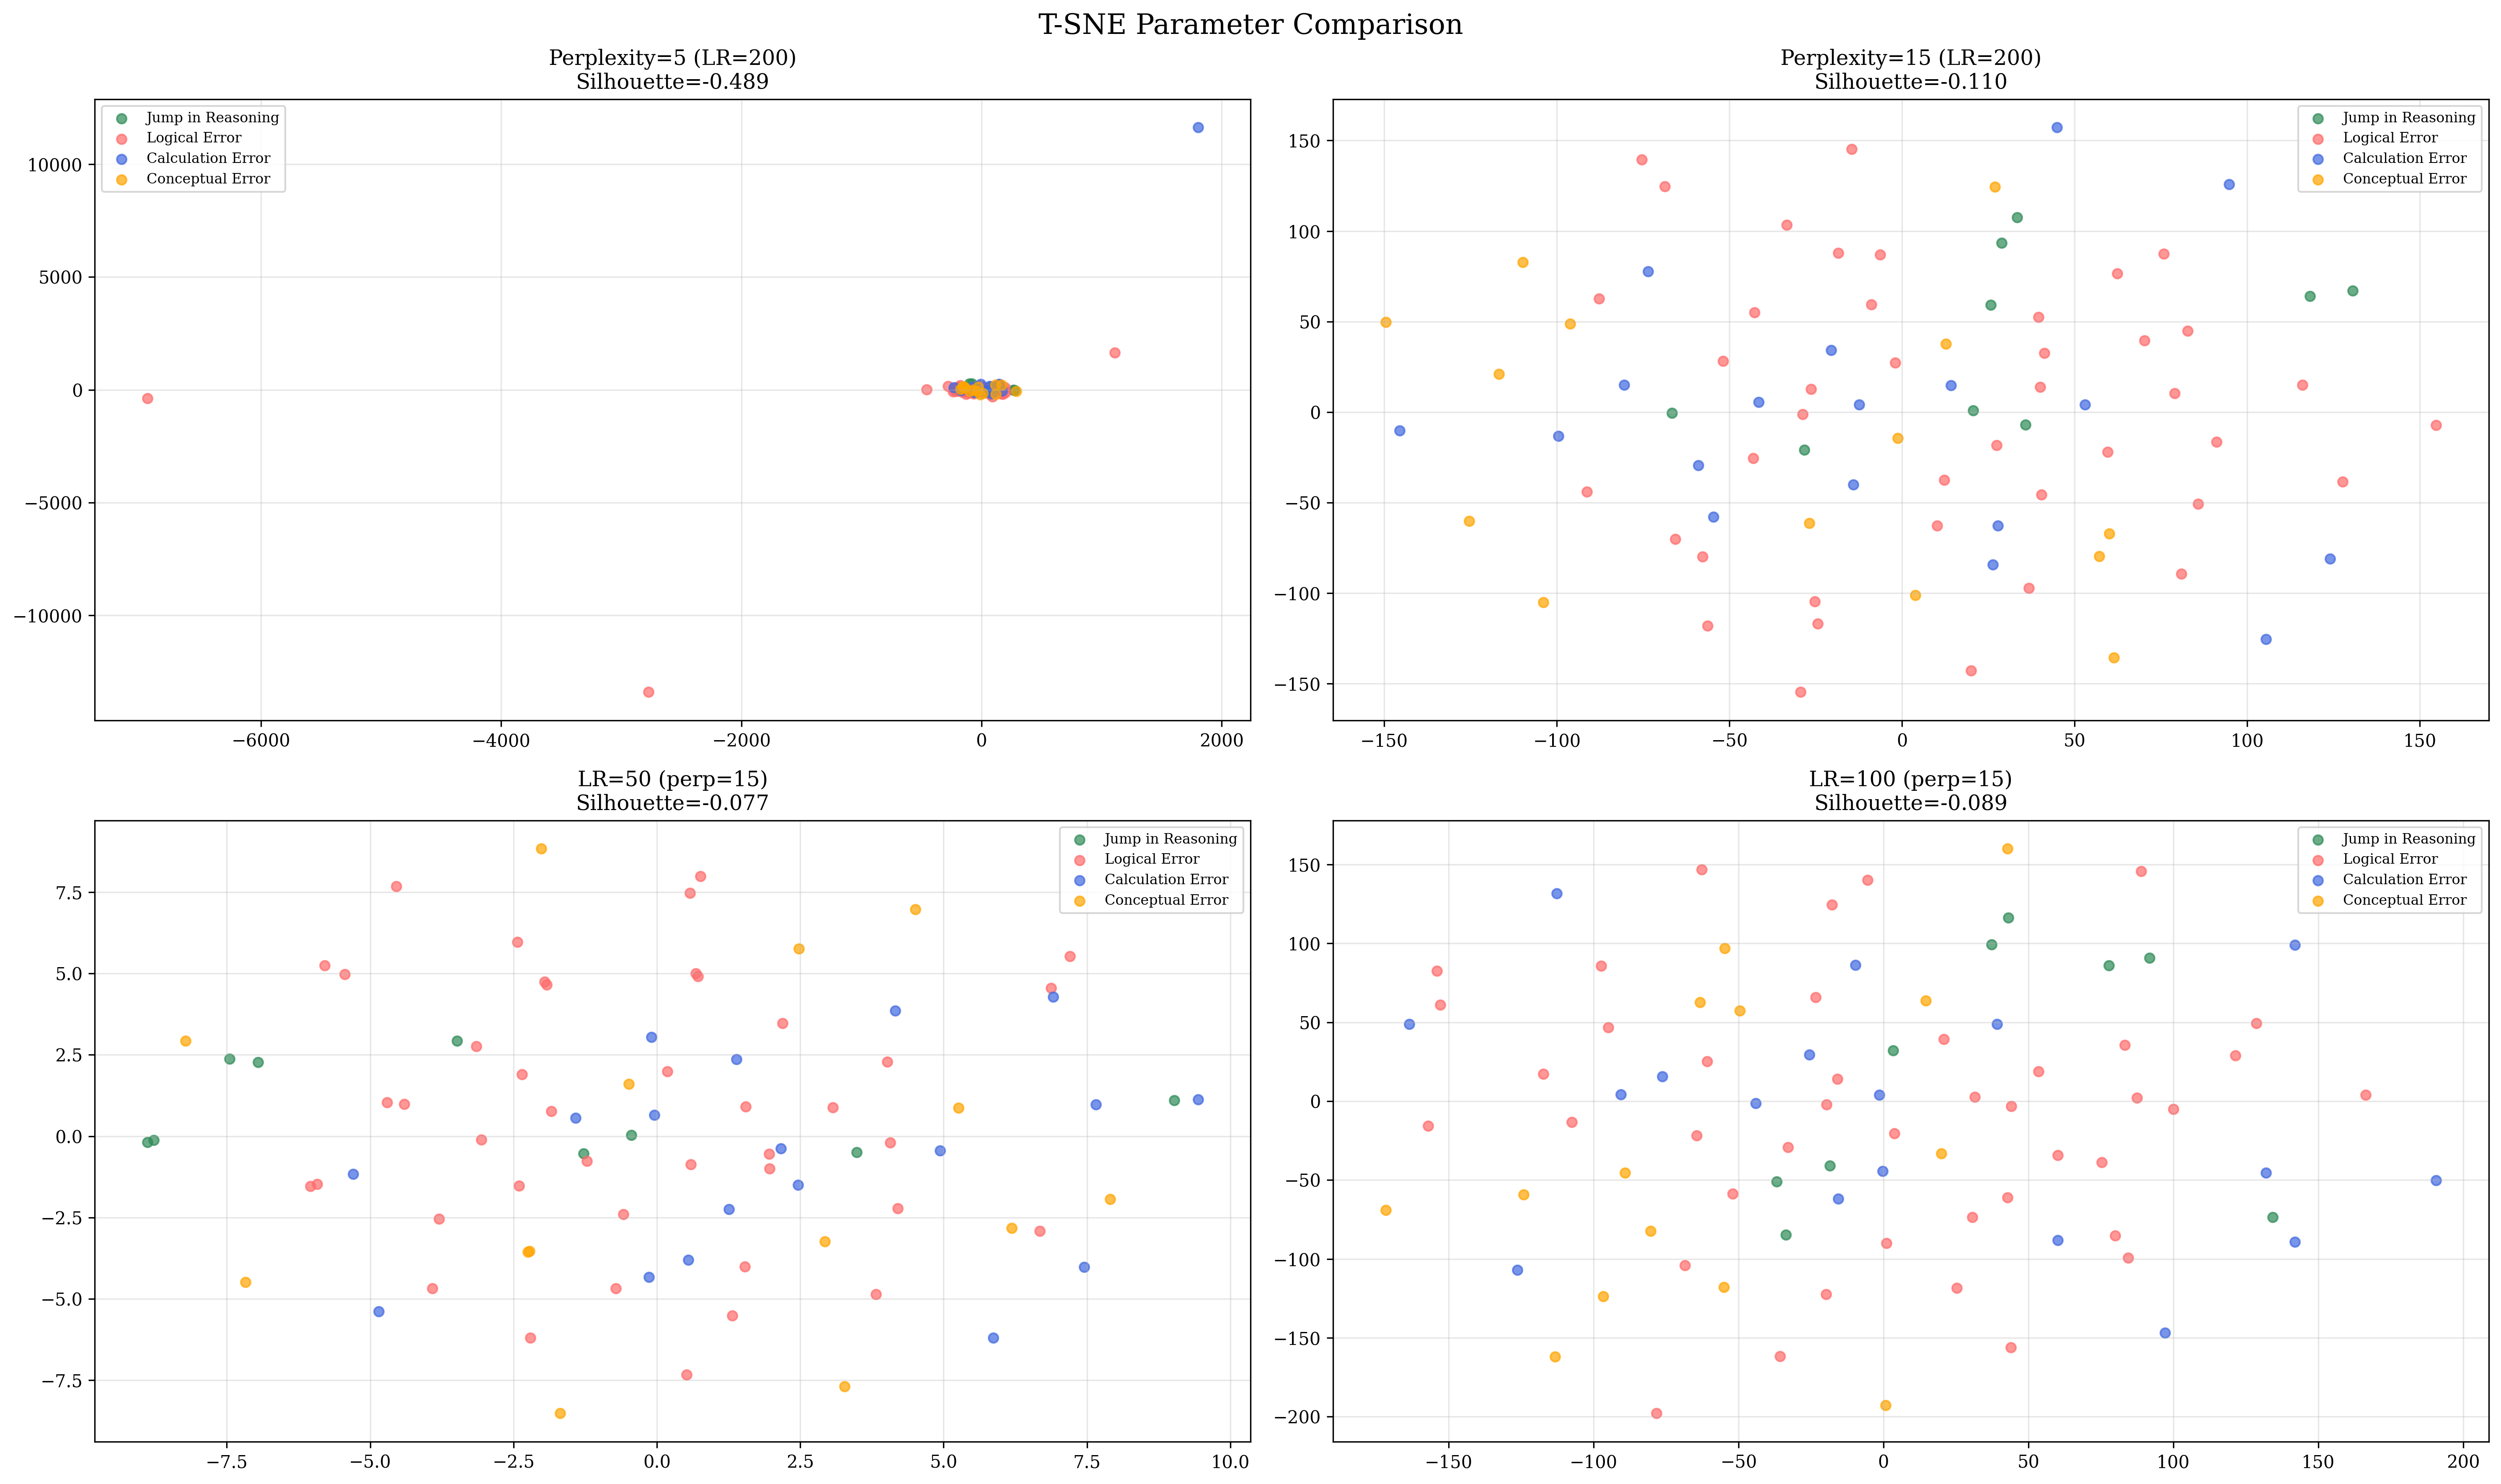 T-SNE Parameter Comparison
Perplexity=5 (LR=200)
Silhouette=-0.489
Jump in Reasoning
Logical Error
Calculation Error
Conceptual Error
10000
5000
0
−5000
−10000
−6000 −4000 −2000 0 2000
Perplexity=15 (LR=200)
Silhouette=-0.110
Jump in Reasoning
Logical Error
Calculation Error
Conceptual Error
150
100
50
0
−50
−100
−150
−150 −100 −50 0 50 100 150
LR=50 (perp=15)
Silhouette=-0.077
Jump in Reasoning
Logical Error
Calculation Error
Conceptual Error
7.5
5.0
2.5
0.0
−2.5
−5.0
−7.5
−7.5 −5.0 −2.5 0.0 2.5 5.0 7.5 10.0
LR=100 (perp=15)
Silhouette=-0.089
Jump in Reasoning
Logical Error
Calculation Error
Conceptual Error
150
100
50
0
−50
−100
−150
−200
−150 −100 −50 0 50 100 150 200